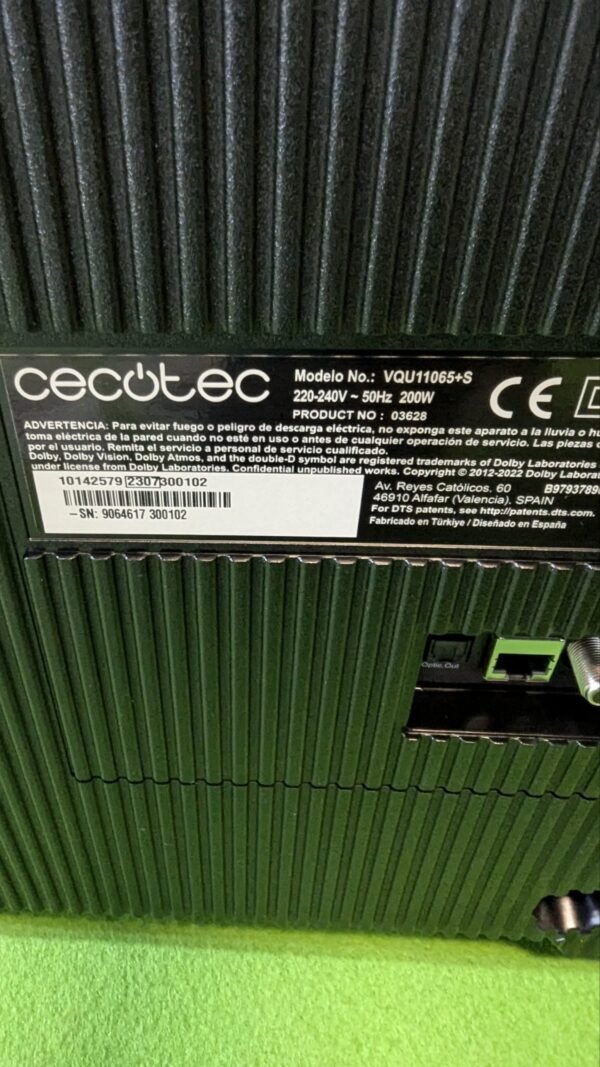 cecotec
Modelo No.: VQU11065+S
220-240V ~ 50Hz 200W
PRODUCT NO : 03628
CE
ADVERTENCIA: Para evitar fuego o peligro de descarga eléctrica, no exponga este aparato a la lluvia o
toma eléctrica de la pared cuando no esté en uso o antes de cualquier operación de servicio. Las piezas
por el usuario. Remita el servicio a personal de servicio cualificado.
Dolby, Dolby Vision, Dolby Atmos, and the double-D symbol are registered trademarks of Dolby Laboratories
under license from Dolby Laboratories. Confidential unpublished works. Copyright © 2012-2022 Dolby
10142579 2307300102
-SN: 9064617 300102
Av. Reyes Católicos, 60
46910 Alfafar (Valencia). SPAIN
For DTS patents, see http://patents.dts.com.
Fabricado en Türkiye / Diseñado en España
Optic. Out